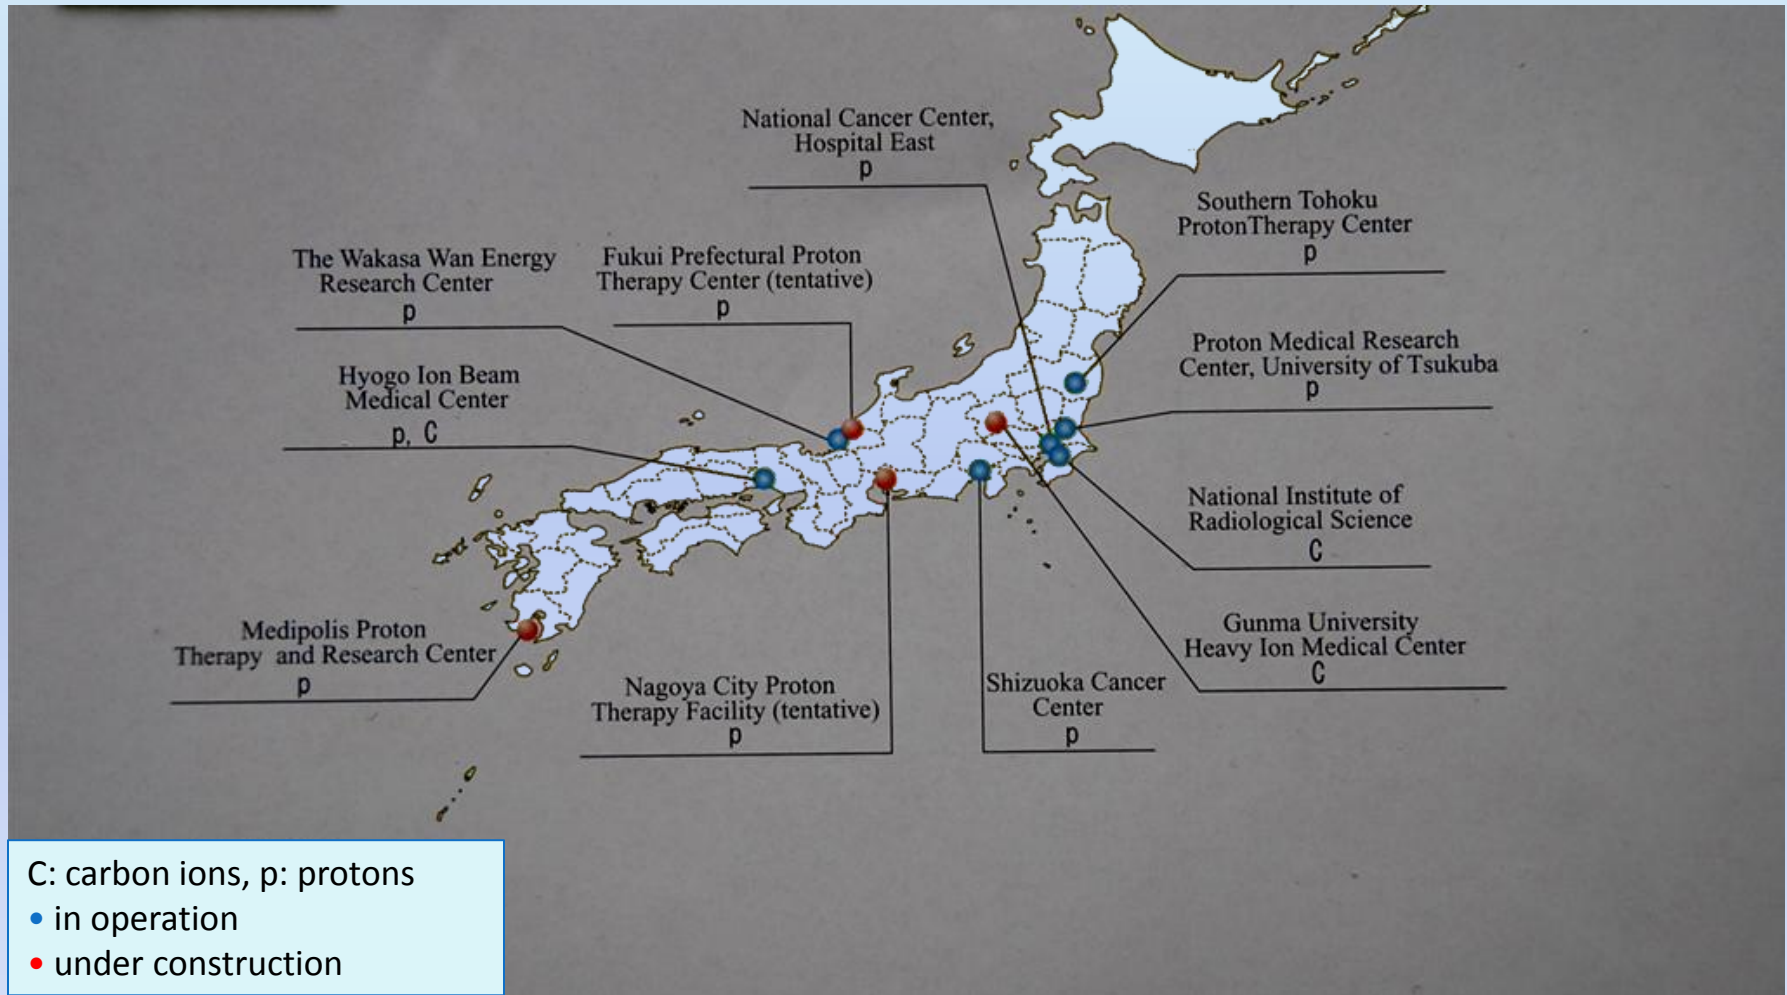 National Cancer Center,
Hospital East
p
Southern Tohoku
ProtonTherapy Center
p
The Wakasa Wan Energy
Research Center
p
Fukui Prefectural Proton
Therapy Center (tentative)
p
Proton Medical Research
Center, University of Tsukuba
p
Hyogo Ion Beam
Medical Center
p, C
National Institute of
Radiological Science
C
Gunma University
Heavy Ion Medical Center
C
Medipolis Proton
Therapy and Research Center
p
Nagoya City Proton
Therapy Facility (tentative)
p
Shizuoka Cancer
Center
p
C: carbon ions, p: protons
• in operation
• under construction